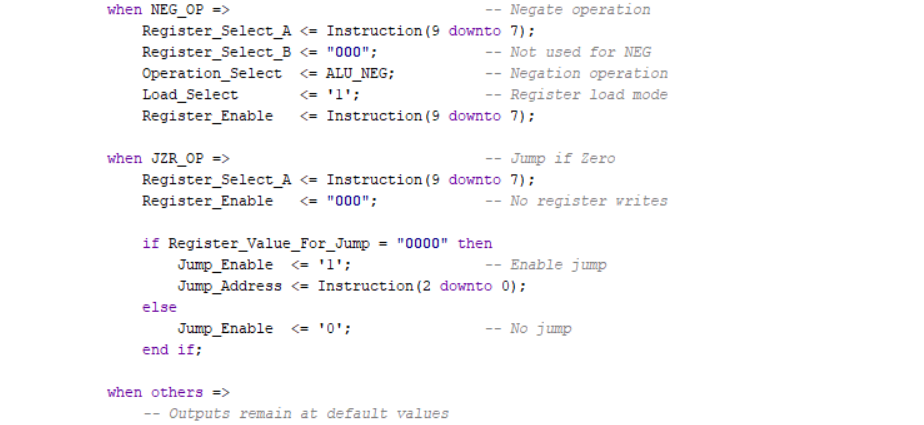 when NEG_OP =>                             -- Negate operation
    Register_Select_A <= Instruction(9 downto 7);
    Register_Select_B <= "000";            -- Not used for NEG
    Operation_Select  <= ALU_NEG;          -- Negation operation
    Load_Select       <= '1';              -- Register load mode
    Register_Enable   <= Instruction(9 downto 7);

when JZR_OP =>                             -- Jump if Zero
    Register_Select_A <= Instruction(9 downto 7);
    Register_Enable   <= "000";            -- No register writes

    if Register_Value_For_Jump = "0000" then
        Jump_Enable  <= '1';               -- Enable jump
        Jump_Address <= Instruction(2 downto 0);
    else
        Jump_Enable  <= '0';               -- No jump
    end if;

when others =>
    -- Outputs remain at default values